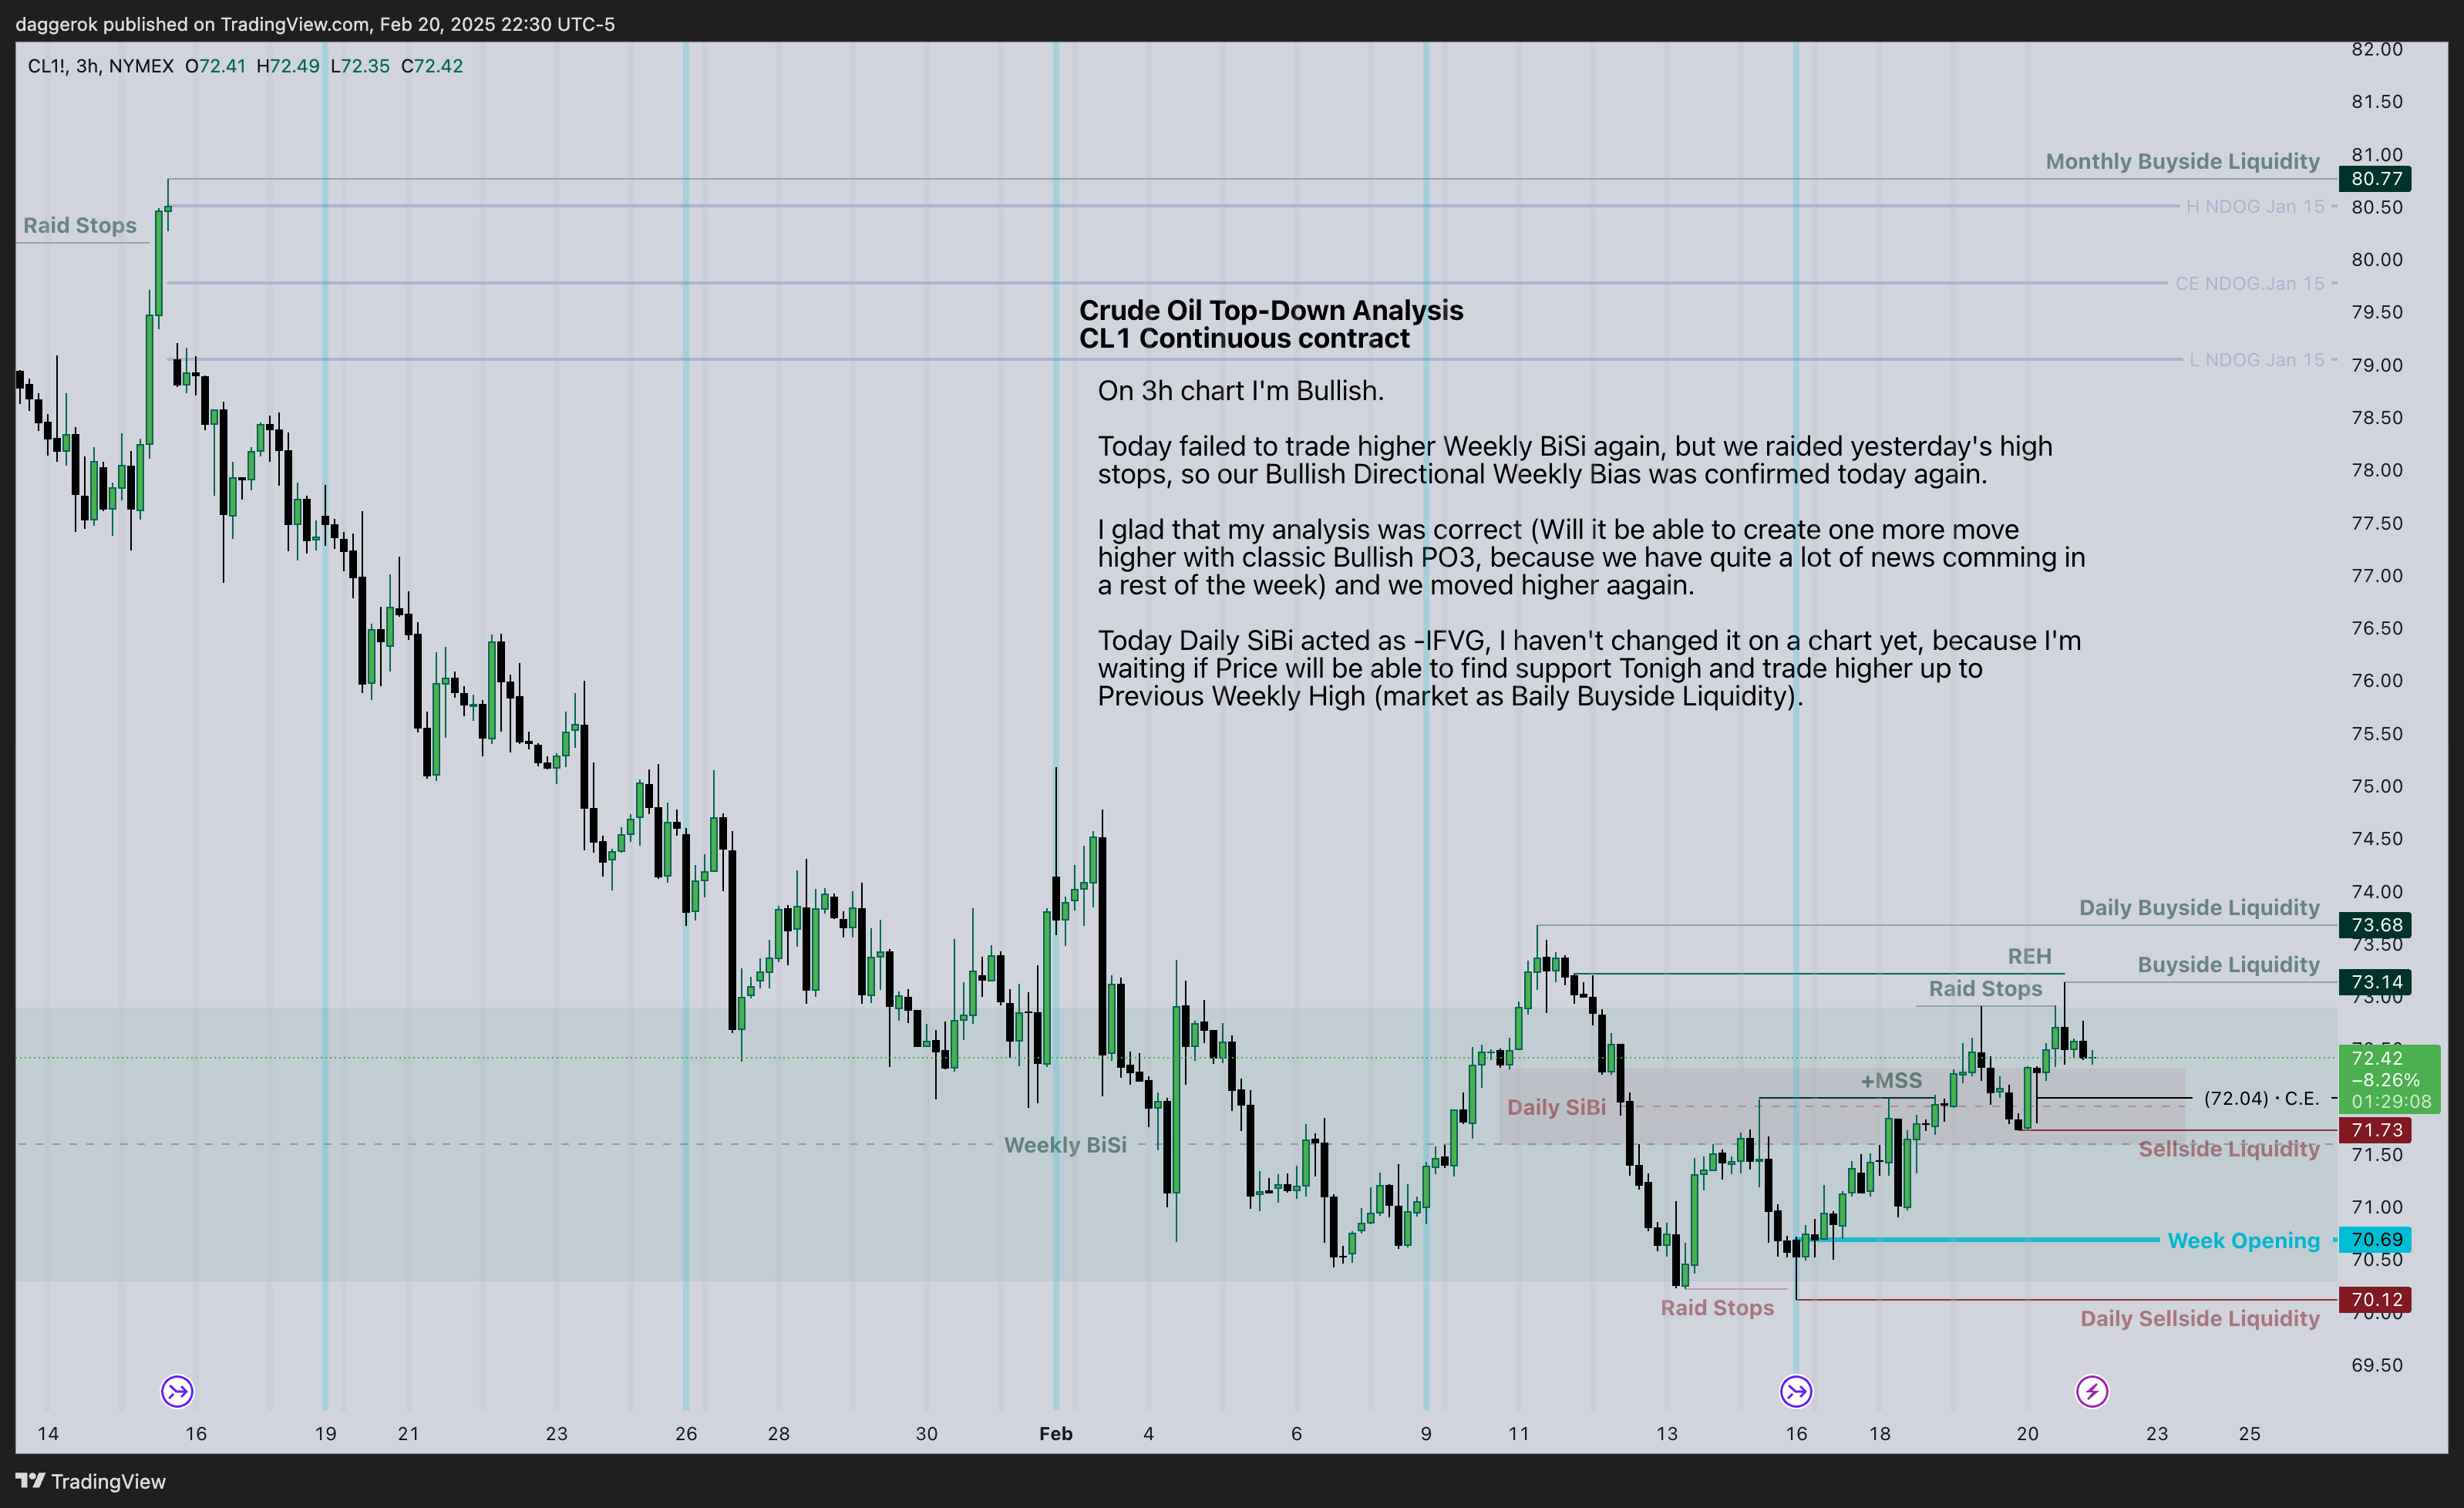 daggerok published on TradingView.com, Feb 20, 2025 22:30 UTC-5
CL1!, 3h, NYMEX O72.41 H72.49 L72.35 C72.42
82.00
81.50
81.00
Monthly Buyside Liquidity
80.77
80.50
H NDOG Jan 15
Raid Stops
80.00
CE NDOG.Jan 15
79.50
L NDOG Jan 15
79.00
Crude Oil Top-Down Analysis
CL1 Continuous contract
On 3h chart I'm Bullish.
Today failed to trade higher Weekly BiSi again, but we raided yesterday's high
stops, so our Bullish Directional Weekly Bias was confirmed today again.
I glad that my analysis was correct (Will it be able to create one more move
higher with classic Bullish PO3, because we have quite a lot of news comming in
a rest of the week) and we moved higher aagain.
Today Daily SiBi acted as -IFVG, I haven't changed it on a chart yet, because I'm
waiting if Price will be able to find support Tonigh and trade higher up to
Previous Weekly High (market as Baily Buyside Liquidity).
78.50
78.00
77.50
77.00
76.50
76.00
75.50
75.00
74.50
74.00
Daily Buyside Liquidity
73.68
73.50
REH
Buyside Liquidity
73.14
Raid Stops
73.00
72.42
−8.26%
01:29:08
+MSS
(72.04) · C.E.
Daily SiBi
71.73
Weekly BiSi
Sellside Liquidity
71.50
71.00
Week Opening
70.69
70.50
70.12
Raid Stops
Daily Sellside Liquidity
69.50
14 16 19 21 23 26 28 30 Feb 4 6 9 11 13 16 18 20 23 25
TradingView